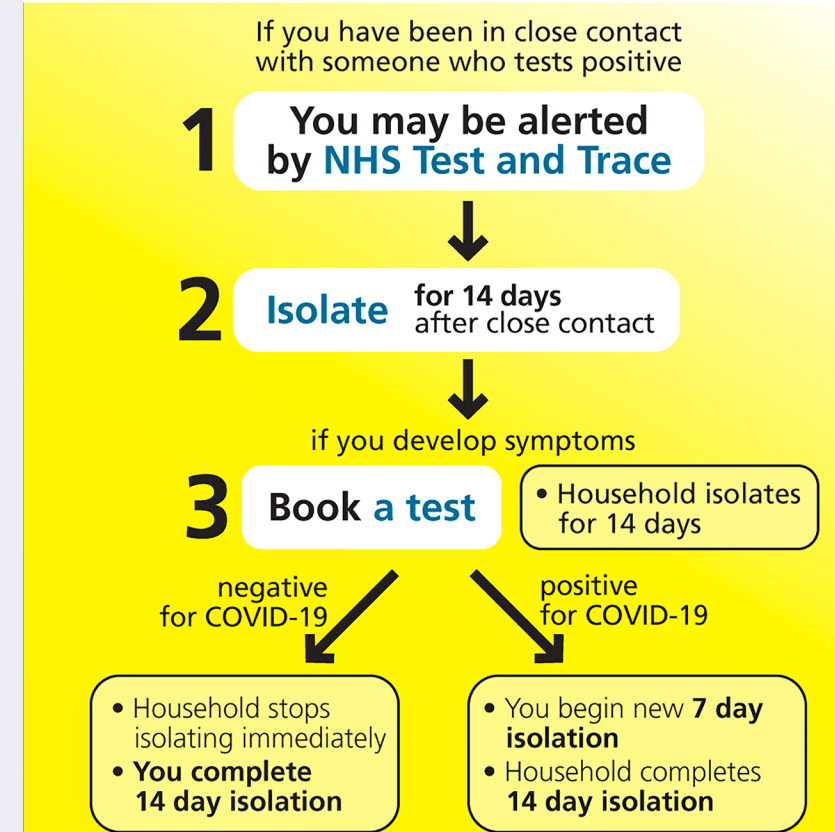 If you have been in close contact
with someone who tests positive
1
You may be alerted
by NHS Test and Trace
2
Isolate
for 14 days
after close contact
if you develop symptoms
3
Book a test
• Household isolates
for 14 days
negative
for COVID-19
positive
for COVID-19
• Household stops
isolating immediately
• You complete
14 day isolation
• You begin new 7 day
isolation
• Household completes
14 day isolation